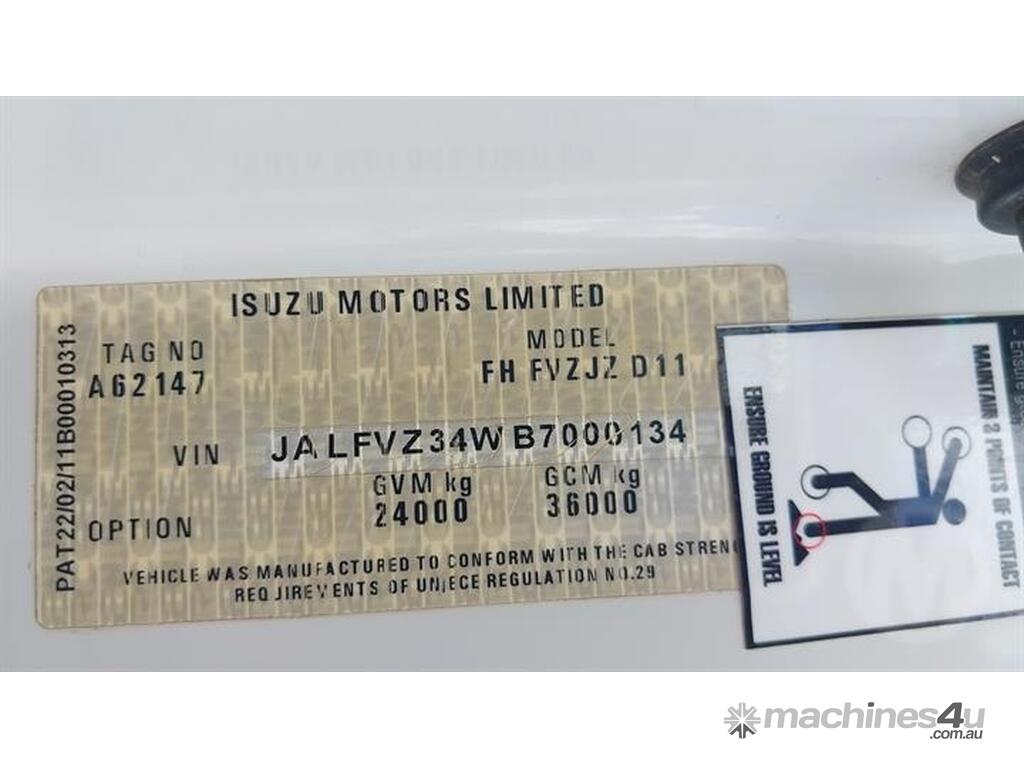 ISUZU MOTORS LIMITED
TAG NO
A62147
MODEL
FH FVZJZ D11
VIN JALFVZ34WB7000134
GVM kg
24000
GCM kg
36000
OPTION
VEHICLE WAS MANUFACTURED TO CONFORM WITH THE CAB
REQUIREMENTS OF UN/ECE REGULATION NO.29
PAT22/02/11B00010313
ENSURE GROUND IS LEVEL
MAINTAIR 3 POINTS OF CONTACT
machines4u
.com.au